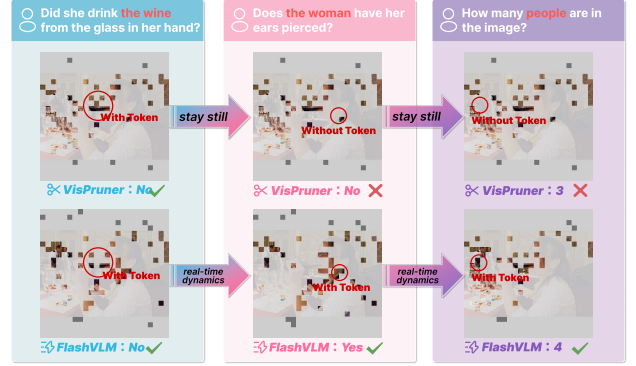 Did she drink the wine
from the glass in her hand?
With Token
VisPruner : No
stay still
Does the woman have her
ears pierced?
Without Token
VisPruner : No
stay still
How many people are in
the image?
Without Token
VisPruner : 3
With Token
FlashVLM : No
real-time
dynamics
With Token
FlashVLM : Yes
real-time
dynamics
With Token
FlashVLM : 4